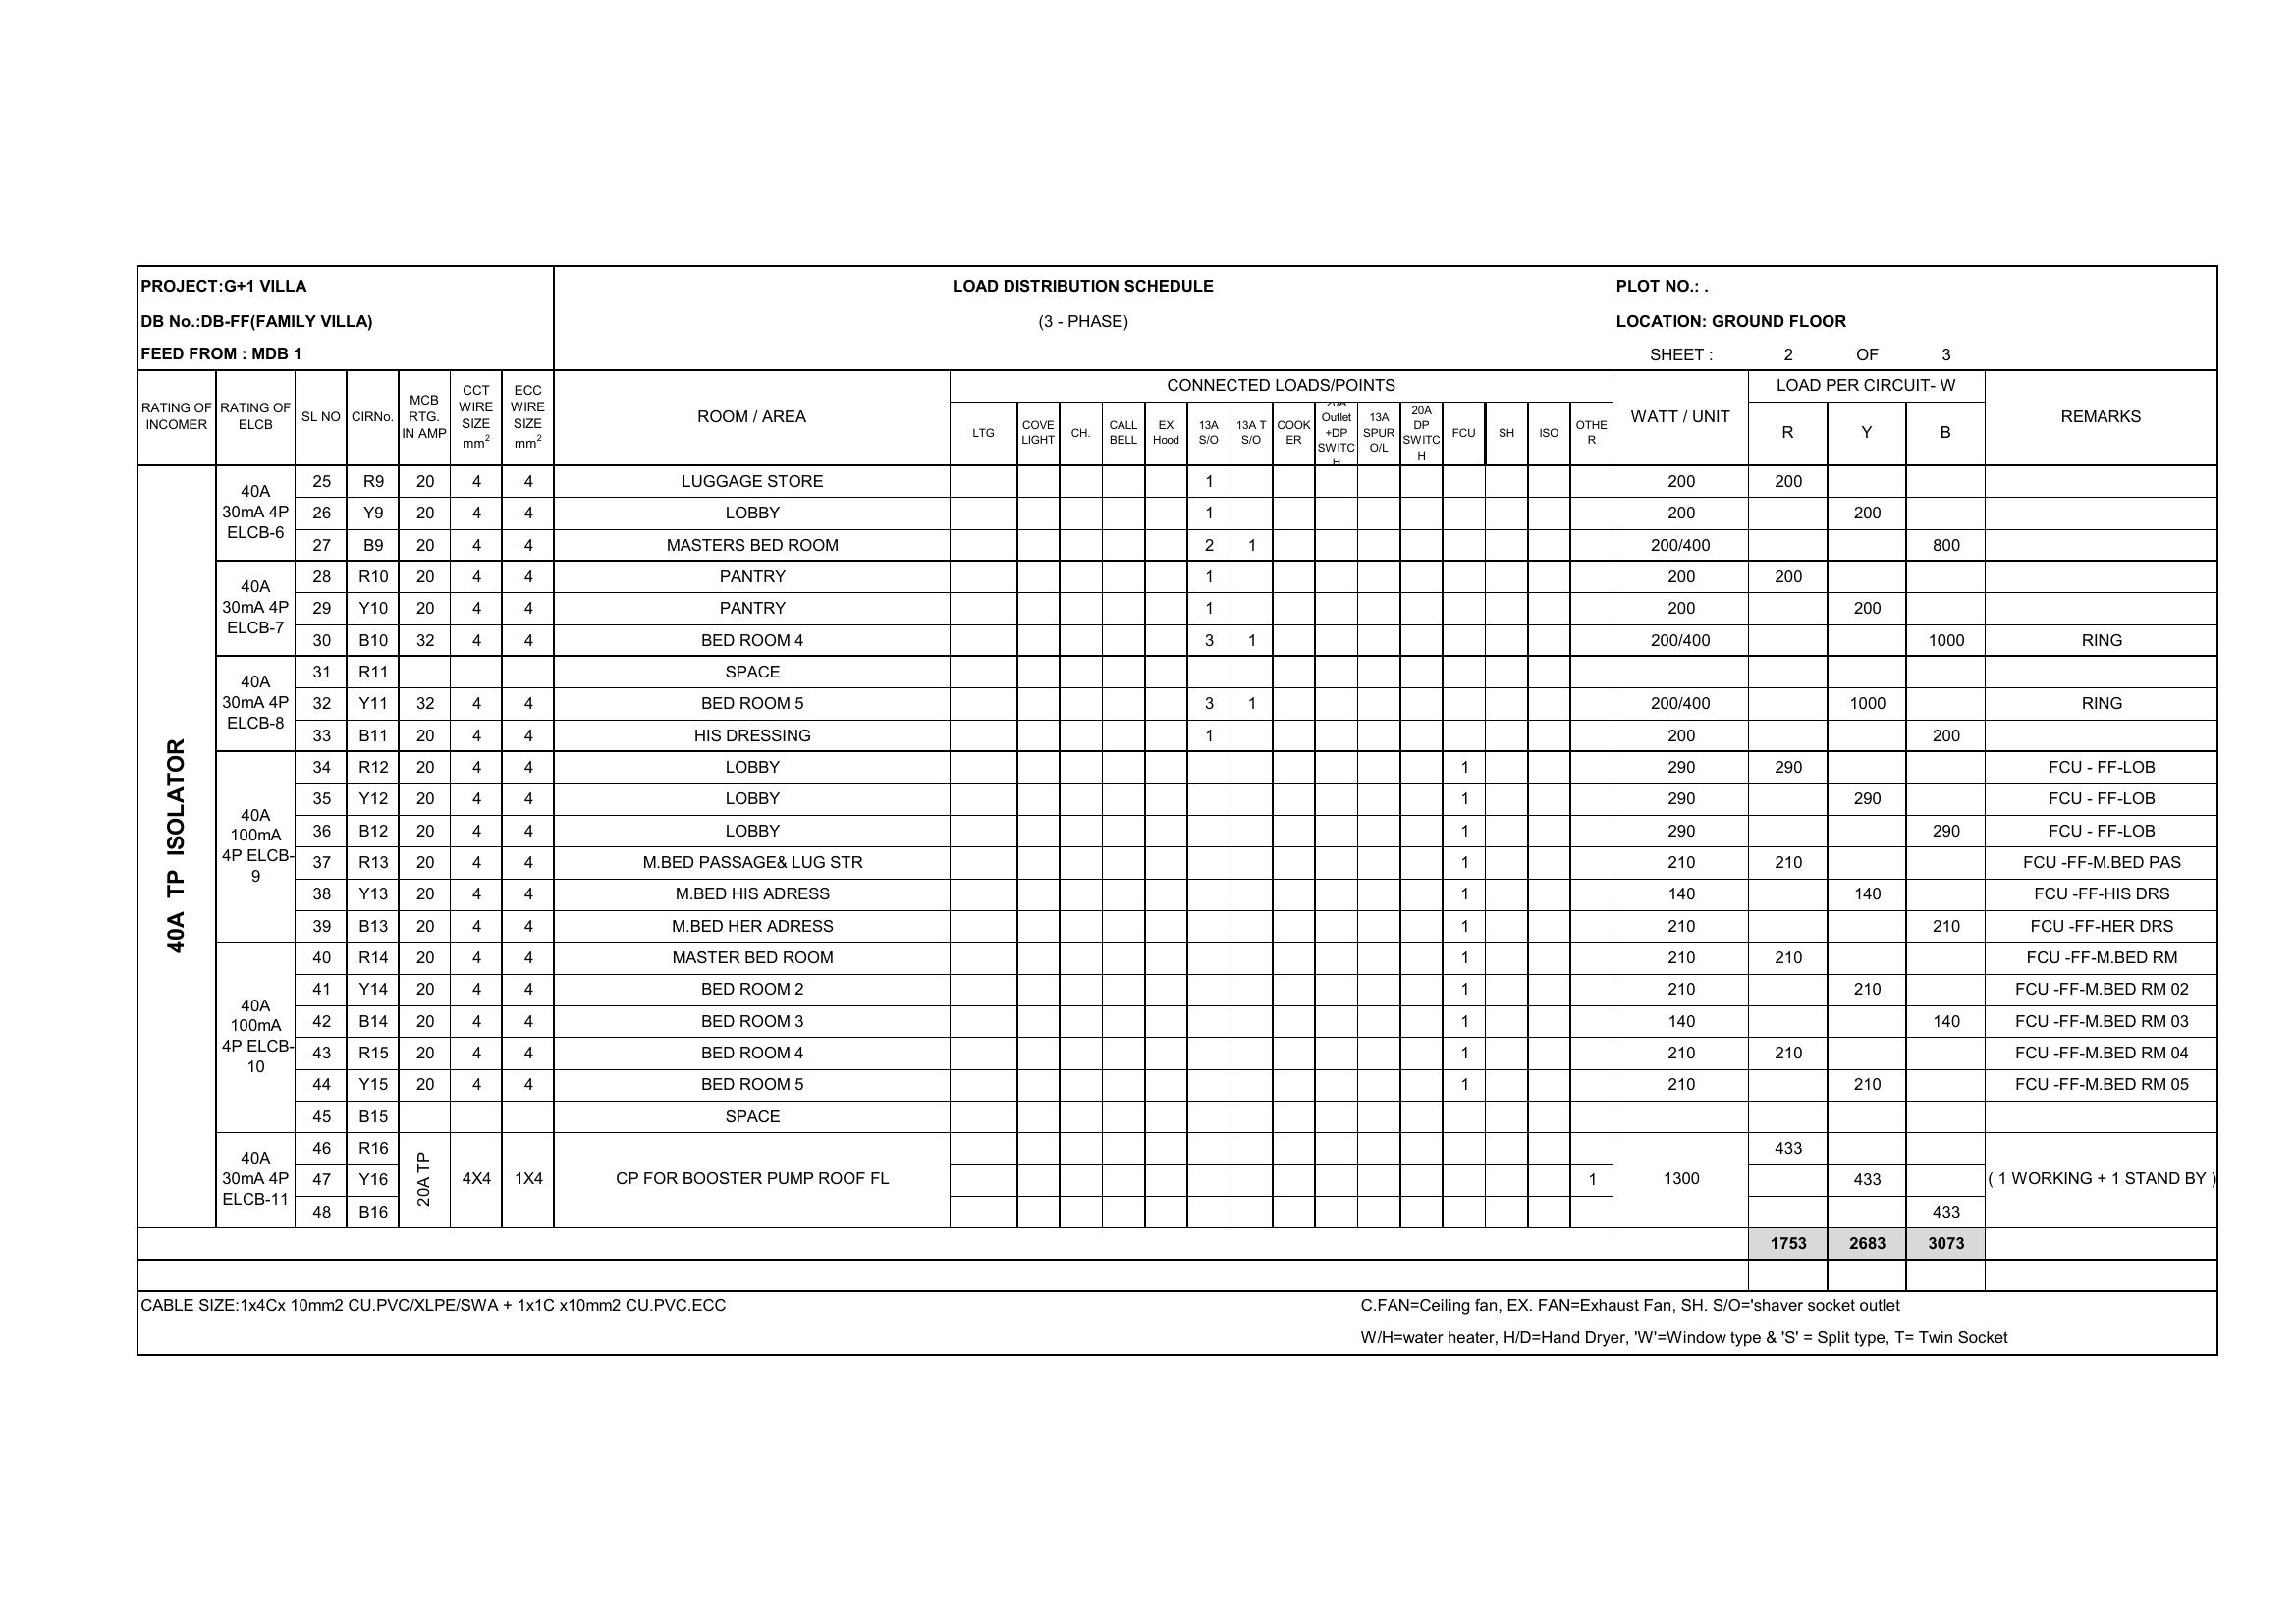 PROJECT:G+1 VILLA LOAD DISTRIBUTION SCHEDULE PLOT NO.: .
DB No.:DB-FF(FAMILY VILLA) (3 - PHASE) LOCATION: GROUND FLOOR
FEED FROM : MDB 1 SHEET : 2 OF 3
RATING OF INCOMER RATING OF ELCB SL NO CIRNo. MCB RTG. IN AMP CCT WIRE SIZE mm2 ECC WIRE SIZE mm2 ROOM / AREA CONNECTED LOADS/POINTS WATT / UNIT LOAD PER CIRCUIT- W REMARKS
LTG COVE LIGHT CH. CALL BELL EX Hood 13A S/O 13A T S/O COOK ER 20A Outlet +DP SWITC H 13A SPUR O/L 20A DP SWITC H FCU SH ISO OTHE R R Y B
40A TP ISOLATOR
40A 30mA 4P ELCB-6
25 R9 20 4 4 LUGGAGE STORE 1 200 200
26 Y9 20 4 4 LOBBY 1 200 200
27 B9 20 4 4 MASTERS BED ROOM 2 1 200/400 800
40A 30mA 4P ELCB-7
28 R10 20 4 4 PANTRY 1 200 200
29 Y10 20 4 4 PANTRY 1 200 200
30 B10 32 4 4 BED ROOM 4 3 1 200/400 1000 RING
40A 30mA 4P ELCB-8
31 R11 SPACE
32 Y11 32 4 4 BED ROOM 5 3 1 200/400 1000 RING
33 B11 20 4 4 HIS DRESSING 1 200 200
40A 100mA 4P ELCB-9
34 R12 20 4 4 LOBBY 1 290 290 FCU - FF-LOB
35 Y12 20 4 4 LOBBY 1 290 290 FCU - FF-LOB
36 B12 20 4 4 LOBBY 1 290 290 FCU - FF-LOB
37 R13 20 4 4 M.BED PASSAGE& LUG STR 1 210 210 FCU -FF-M.BED PAS
38 Y13 20 4 4 M.BED HIS ADRESS 1 140 140 FCU -FF-HIS DRS
39 B13 20 4 4 M.BED HER ADRESS 1 210 210 FCU -FF-HER DRS
40A 100mA 4P ELCB-10
40 R14 20 4 4 MASTER BED ROOM 1 210 210 FCU -FF-M.BED RM
41 Y14 20 4 4 BED ROOM 2 1 210 210 FCU -FF-M.BED RM 02
42 B14 20 4 4 BED ROOM 3 1 140 140 FCU -FF-M.BED RM 03
43 R15 20 4 4 BED ROOM 4 1 210 210 FCU -FF-M.BED RM 04
44 Y15 20 4 4 BED ROOM 5 1 210 210 FCU -FF-M.BED RM 05
45 B15 SPACE
40A 30mA 4P ELCB-11
46 R16 433
47 Y16 20A TP 4X4 1X4 CP FOR BOOSTER PUMP ROOF FL 1 1300 433 ( 1 WORKING + 1 STAND BY )
48 B16 433
1753 2683 3073
CABLE SIZE:1x4Cx 10mm2 CU.PVC/XLPE/SWA + 1x1C x10mm2 CU.PVC.ECC C.FAN=Ceiling fan, EX. FAN=Exhaust Fan, SH. S/O='shaver socket outlet
W/H=water heater, H/D=Hand Dryer, 'W'=Window type & 'S' = Split type, T= Twin Socket